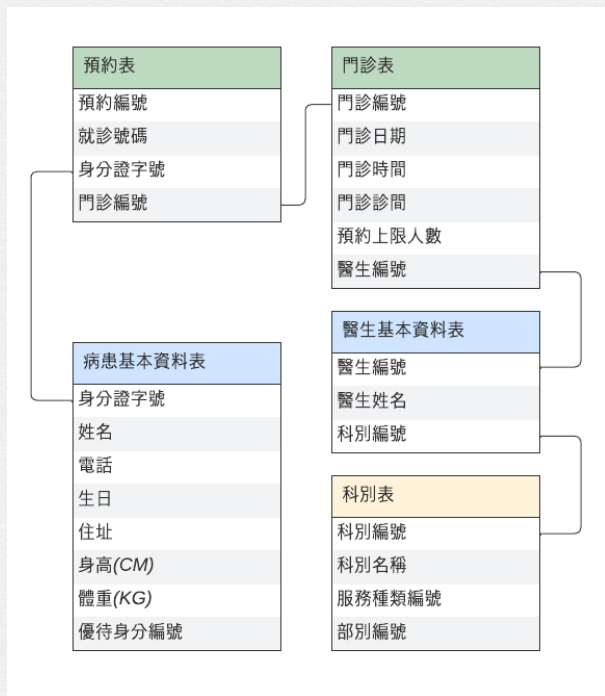 預約表
預約編號
就診號碼
身分證字號
門診編號
門診表
門診編號
門診日期
門診時間
門診診間
預約上限人數
醫生編號
病患基本資料表
身分證字號
姓名
電話
生日
住址
身高(CM)
體重(KG)
優待身分編號
醫生基本資料表
醫生編號
醫生姓名
科別編號
科別表
科別編號
科別名稱
服務種類編號
部別編號